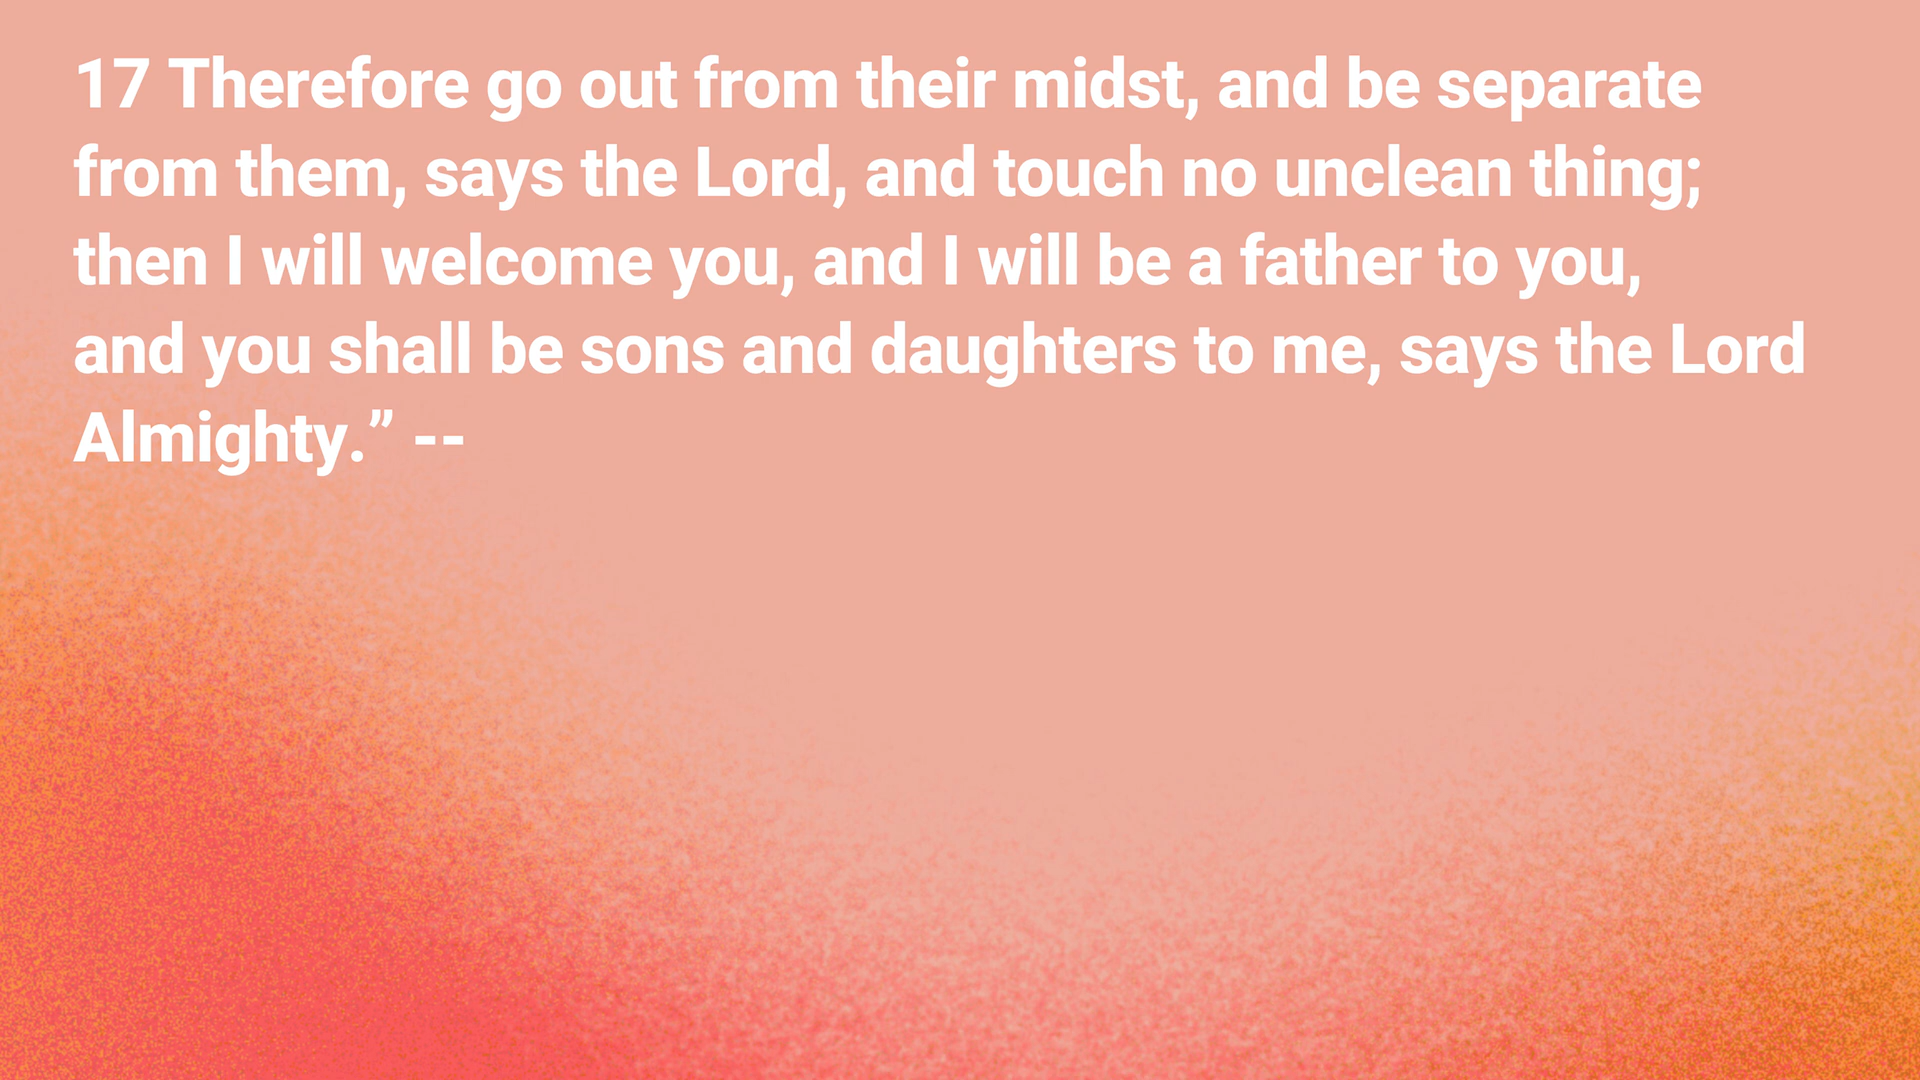 17 Therefore go out from their midst, and be separate
from them, says the Lord, and touch no unclean thing;
then I will welcome you, and I will be a father to you,
and you shall be sons and daughters to me, says the Lord
Almighty.” --